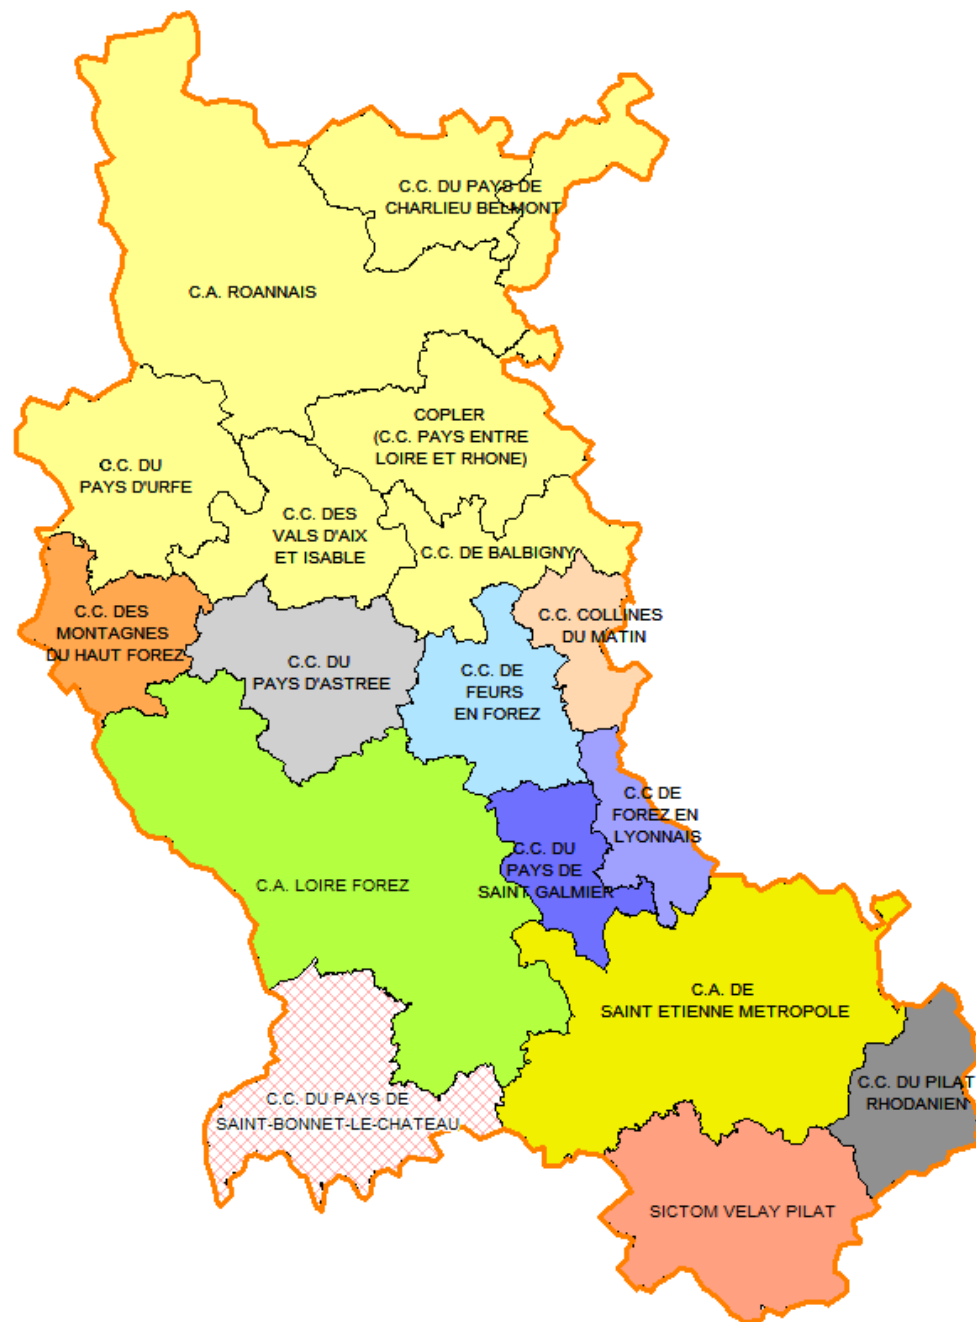 C.C. DU PAYS DE
CHARLIEU BELMONT
C.A. ROANNAIS
COPLER
(C.C. PAYS ENTRE
LOIRE ET RHONE)
C.C. DU
PAYS D'URFE
C.C. DES
VALS D'AIX
ET ISABLE
C.C. DE BALBIGNY
C.C. DES
MONTAGNES
DU HAUT FOREZ
C.C. COLLINES
DU MATIN
C.C. DU
PAYS D'ASTREE
C.C. DE
FEURS
EN FOREZ
C.C DE
FOREZ EN
LYONNAIS
C.C. DU
PAYS DE
SAINT GALMIER
C.A. LOIRE FOREZ
C.A. DE
SAINT ETIENNE METROPOLE
C.C. DU PILAT
RHODANIEN
C.C. DU PAYS DE
SAINT-BONNET-LE-CHATEAU
SICTOM VELAY PILAT